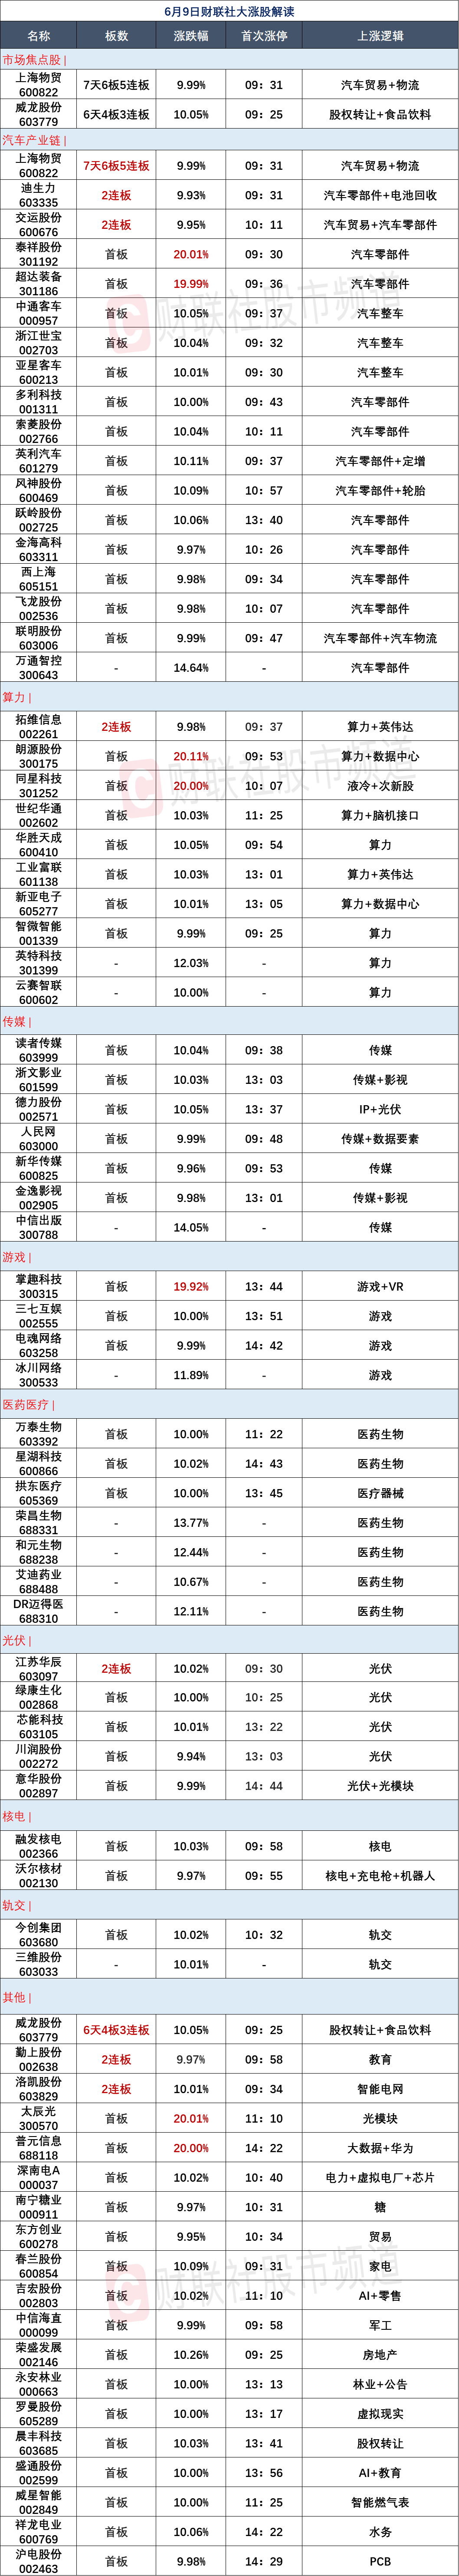 6月9日财联社大涨股解读
名称 板数 涨跌幅 首次涨停 上涨逻辑
市场焦点股|
上海物贸 600822 7天6板5连板 9.99% 09：31 汽车贸易+物流
威龙股份 603779 6天4板3连板 10.05% 09：25 股权转让+食品饮料
汽车产业链|
上海物贸 600822 7天6板5连板 9.99% 09：31 汽车贸易+物流
迪生力 603335 2连板 9.93% 09：31 汽车零部件+电池回收
交运股份 600676 2连板 9.95% 10：11 汽车贸易+汽车零部件
泰祥股份 301192 首板 20.01% 09：30 汽车零部件
超达装备 301186 首板 19.99% 09：36 汽车零部件
中通客车 000957 首板 10.05% 09：37 汽车整车
浙江世宝 002703 首板 10.04% 09：32 汽车整车
亚星客车 600213 首板 10.01% 09：30 汽车整车
多利科技 001311 首板 10.00% 09：43 汽车零部件
索菱股份 002766 首板 10.04% 10：11 汽车零部件
英利汽车 601279 首板 10.11% 09：37 汽车零部件+定增
风神股份 600469 首板 10.09% 10：57 汽车零部件+轮胎
跃岭股份 002725 首板 10.06% 13：40 汽车零部件
金海高科 603311 首板 9.97% 10：26 汽车零部件
西上海 605151 首板 9.98% 09：34 汽车零部件
飞龙股份 002536 首板 9.98% 10：07 汽车零部件
联明股份 603006 首板 9.99% 09：47 汽车零部件+汽车物流
万通智控 300643 - 14.64% - 汽车零部件
算力|
拓维信息 002261 2连板 9.98% 09：37 算力+英伟达
朗源股份 300175 首板 20.11% 09：53 算力+数据中心
同星科技 301252 首板 20.00% 10：07 液冷+次新股
世纪华通 002602 首板 10.03% 11：25 算力+脑机接口
华胜天成 600410 首板 10.05% 09：54 算力
工业富联 601138 首板 10.03% 13：01 算力+英伟达
新亚电子 605277 首板 10.01% 13：05 算力+数据中心
智微智能 001339 首板 9.99% 09：25 算力
英特科技 301399 - 12.03% - 算力
云赛智联 600602 - 10.00% - 算力
传媒|
读者传媒 603999 首板 10.04% 09：38 传媒
浙文影业 601599 首板 10.03% 13：03 传媒+影视
德力股份 002571 首板 10.05% 13：37 IP+光伏
人民网 603000 首板 9.99% 09：48 传媒+数据要素
新华传媒 600825 首板 9.96% 09：53 传媒
金逸影视 002905 首板 9.98% 13：01 传媒+影视
中信出版 300788 - 14.05% - 传媒
游戏|
掌趣科技 300315 首板 19.92% 13：44 游戏+VR
三七互娱 002555 首板 10.00% 13：51 游戏
电魂网络 603258 首板 9.99% 14：42 游戏
冰川网络 300533 - 11.89% - 游戏
医药医疗|
万泰生物 603392 首板 10.00% 11：22 医药生物
星湖科技 600866 首板 10.02% 14：43 医药生物
拱东医疗 605369 首板 10.00% 13：45 医疗器械
荣昌生物 688331 - 13.77% - 医药生物
和元生物 688238 - 12.44% - 医药生物
艾迪药业 688488 - 10.67% - 医药生物
DR迈得医 688310 - 12.11% - 医药生物
光伏|
江苏华辰 603097 2连板 10.02% 09：30 光伏
绿康生化 002868 首板 10.00% 10：25 光伏
芯能科技 603105 首板 10.01% 13：22 光伏
川润股份 002272 首板 9.94% 13：03 光伏
意华股份 002897 首板 9.99% 14：44 光伏+光模块
核电|
融发核电 002366 首板 10.03% 09：58 核电
沃尔核材 002130 首板 9.97% 09：55 核电+充电枪+机器人
轨交|
今创集团 603680 首板 10.02% 10：32 轨交
三维股份 603033 - 10.01% - 轨交
其他|
威龙股份 603779 6天4板3连板 10.05% 09：25 股权转让+食品饮料
勤上股份 002638 2连板 9.97% 09：58 教育
洛凯股份 603829 2连板 10.01% 09：34 智能电网
太辰光 300570 首板 20.01% 11：10 光模块
普元信息 688118 首板 20.00% 14：22 大数据+华为
深南电A 000037 首板 10.02% 10：40 电力+虚拟电厂+芯片
南宁糖业 000911 首板 9.97% 10：31 糖
东方创业 600278 首板 9.95% 10：34 贸易
春兰股份 600854 首板 10.09% 09：31 家电
吉宏股份 002803 首板 10.02% 11：10 AI+零售
中信海直 000099 首板 9.99% 09：58 军工
荣盛发展 002146 首板 10.26% 09：25 房地产
永安林业 000663 首板 10.00% 13：13 林业+公告
罗曼股份 605289 首板 10.00% 13：17 虚拟现实
晨丰科技 603685 首板 10.03% 13：41 股权转让
盛通股份 002599 首板 10.00% 13：56 AI+教育
威星智能 002849 首板 10.00% 11：25 智能燃气表
祥龙电业 600769 首板 10.06% 14：22 水务
沪电股份 002463 首板 9.98% 14：29 PCB
财联社股市频道
财联社股市频道
财联社股市频道